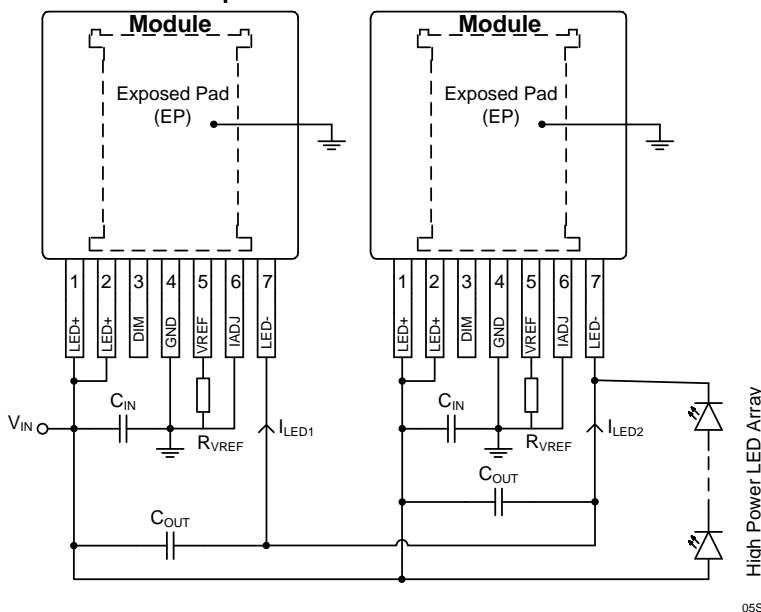 Module
Module
Exposed Pad
(EP)
Exposed Pad
(EP)
1 2 3 4 5 6 7
LED+ LED+ DIM GND VREF IADJ LED-
1 2 3 4 5 6 7
LED+ LED+ DIM GND VREF IADJ LED-
VIN
CIN
RVREF
ILED1
COUT
CIN
RVREF
ILED2
COUT
High Power LED Array